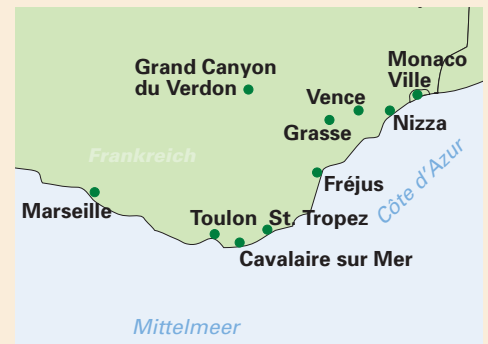 Monaco
Ville
Grand Canyon
du Verdon
Vence
Nizza
Grasse
Frankreich
Fréjus
Côte d'Azur
Marseille
Toulon
St. Tropez
Cavalaire sur Mer
Mittelmeer